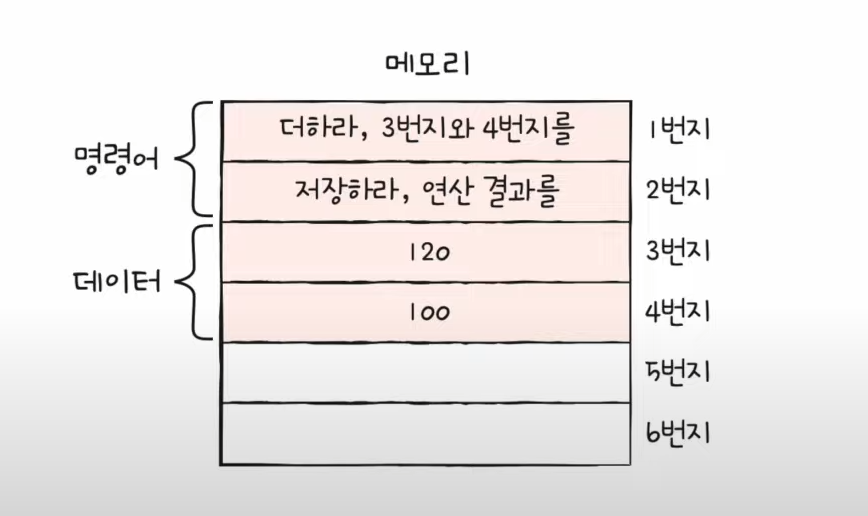 메모리
명령어
더하라, 3번지와 4번지를
1번지
저장하라, 연산 결과를
2번지
데이터
120
3번지
100
4번지
5번지
6번지